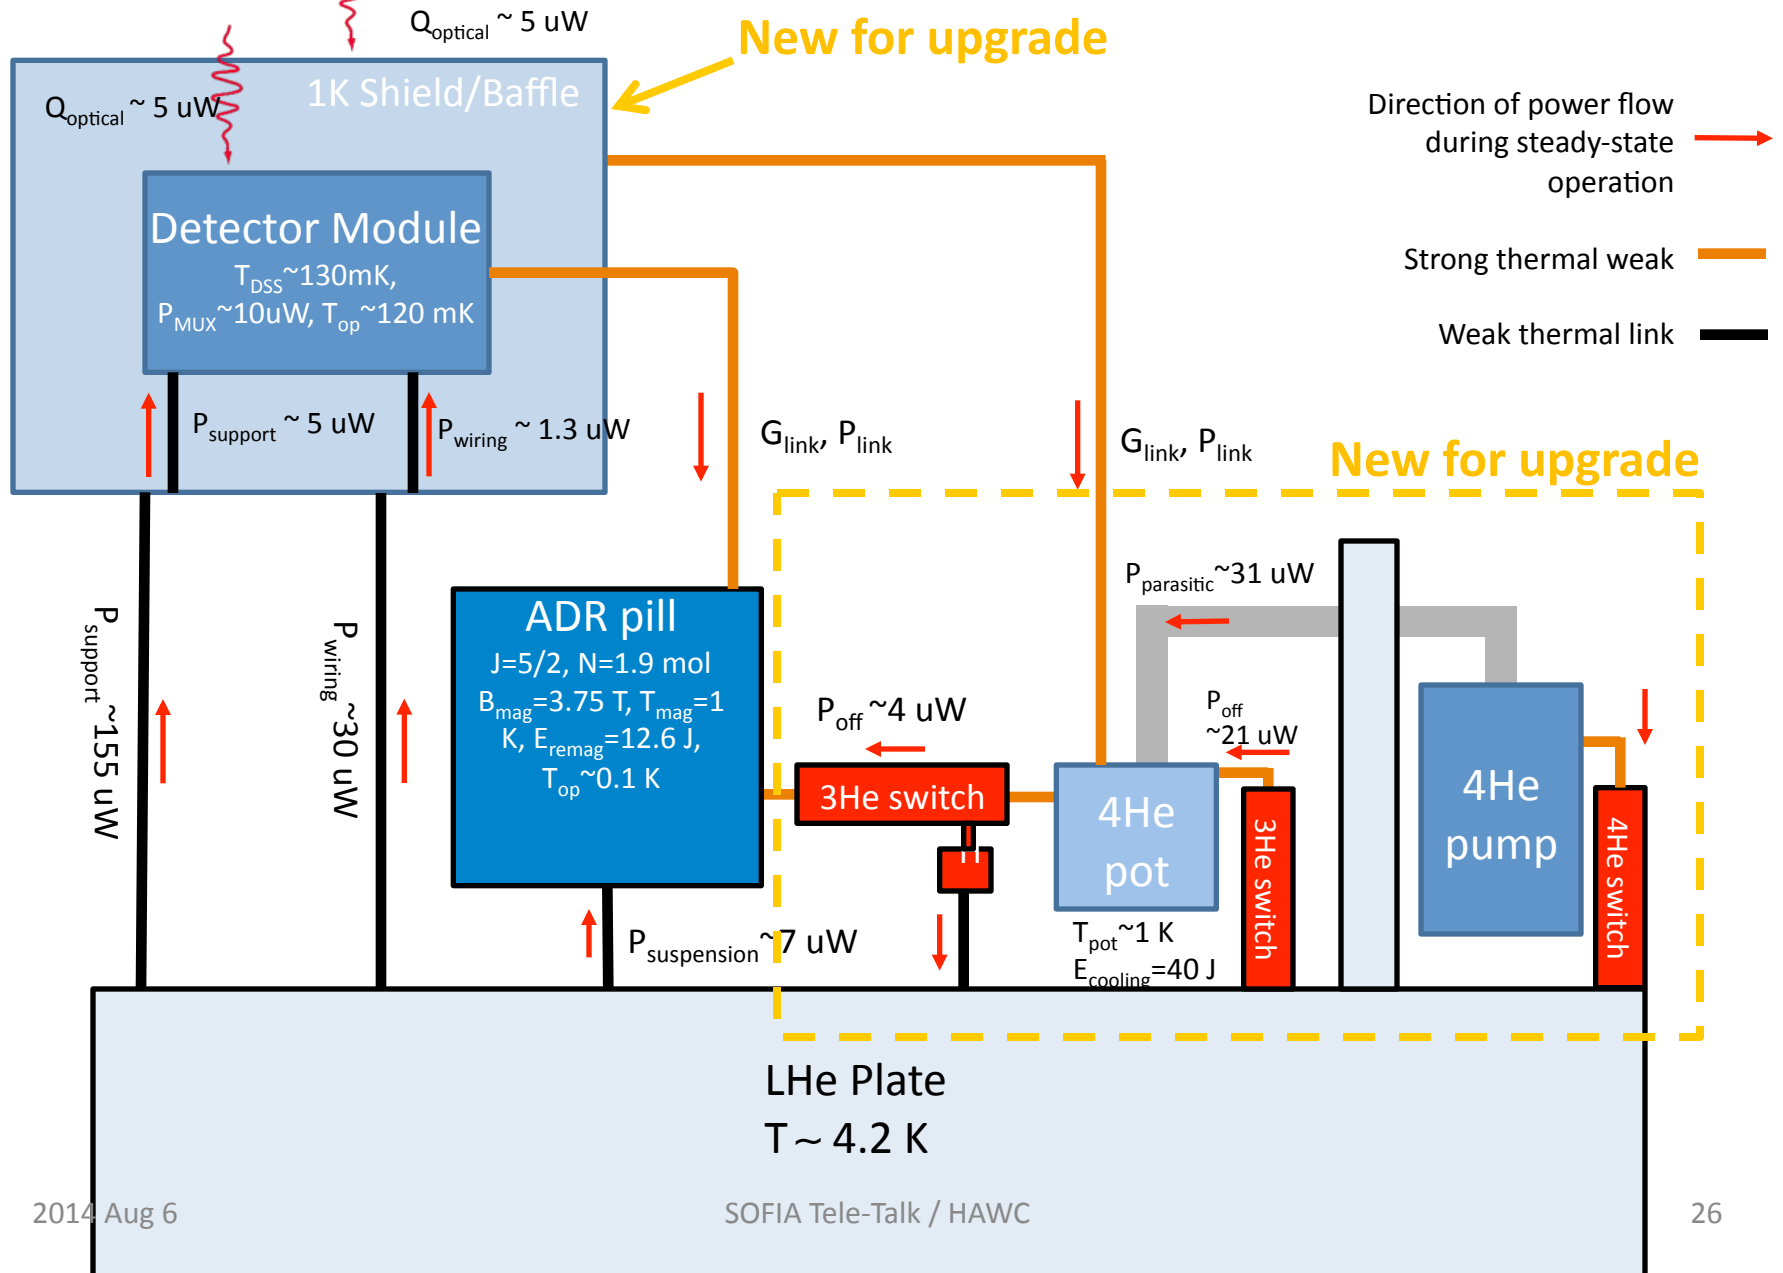 Qoptical ~ 5 uW
New for upgrade
1K Shield/Baffle
Qoptical ~ 5 uW
Direction of power flow
during steady-state
operation
Detector Module
TDSS~130mK,
PMUX~10uW, Top~120 mK
Strong thermal weak
Weak thermal link
Psupport ~ 5 uW
Pwiring ~ 1.3 uW
Glink, Plink
Glink, Plink
New for upgrade
Pparasitic~31 uW
Psupport ~155 uW
Pwiring ~30 uW
ADR pill
J=5/2, N=1.9 mol
Bmag=3.75 T, Tmag=1
K, Eremag=12.6 J,
Top~0.1 K
Poff ~4 uW
Poff
~21 uW
3He switch
4He
pot
3He switch
4He
pump
4He switch
Psuspension~7 uW
Tpot~1 K
Ecooling=40 J
LHe Plate
T ~ 4.2 K
2014 Aug 6
SOFIA Tele-Talk / HAWC
26